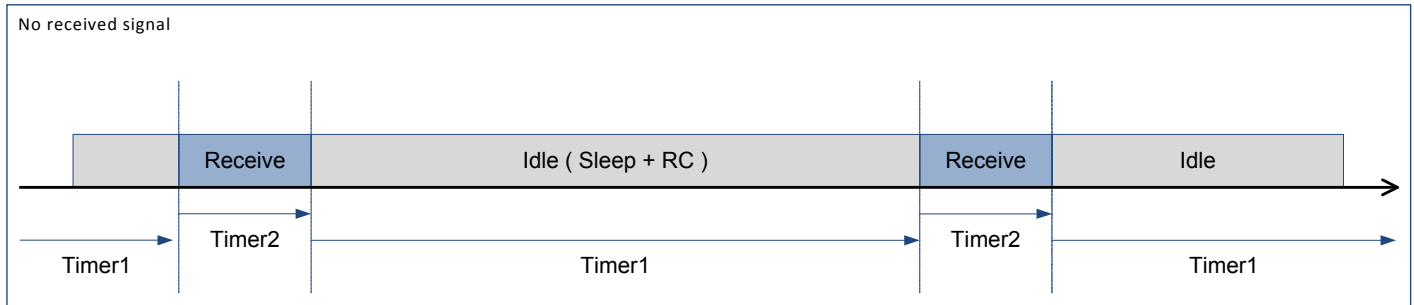 No received signal
Receive
Idle ( Sleep + RC )
Receive
Idle
Timer2
Timer2
Timer1
Timer1
Timer1